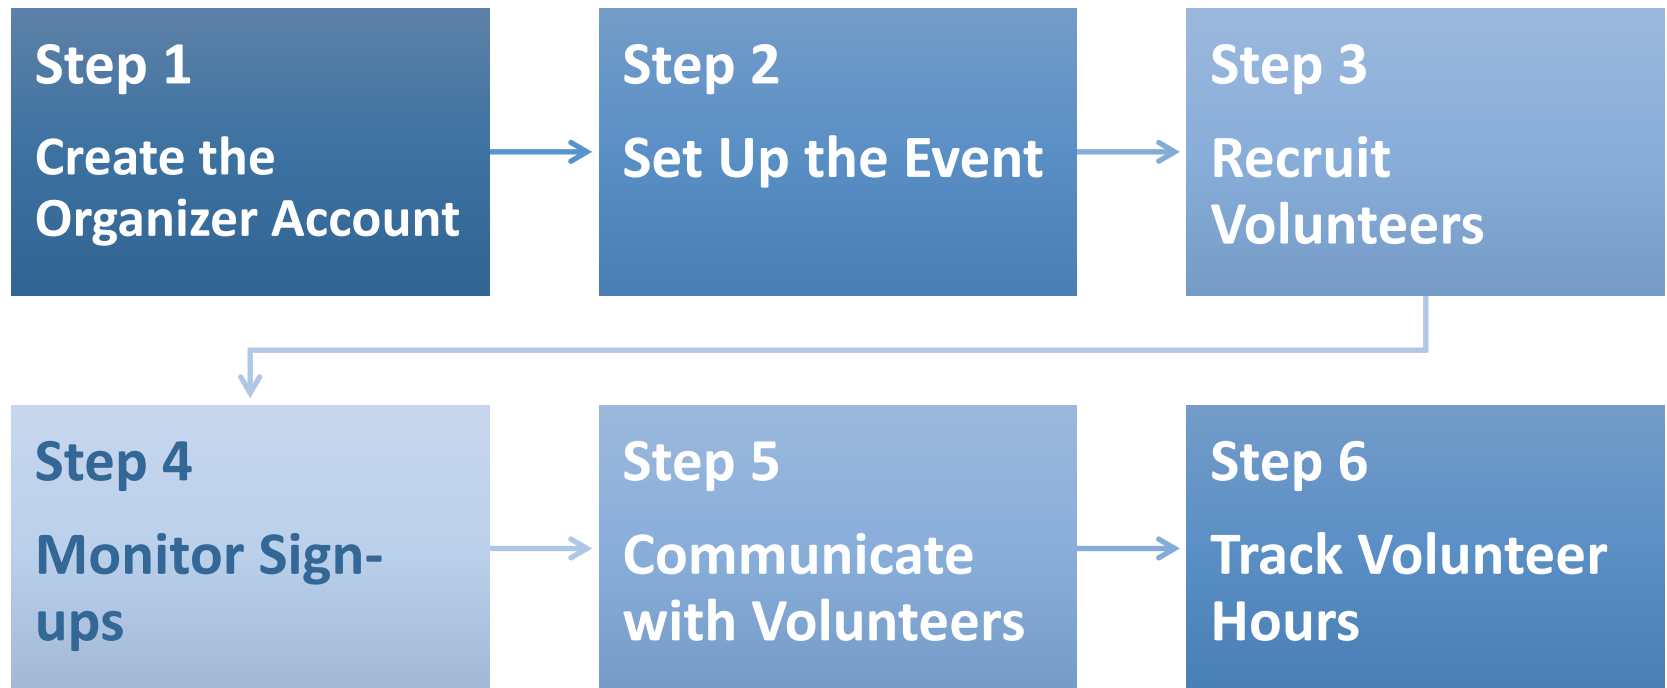 Step 1
Create the
Organizer Account
Step 2
Set Up the Event
Step 3
Recruit
Volunteers
Step 4
Monitor Sign-
ups
Step 5
Communicate
with Volunteers
Step 6
Track Volunteer
Hours